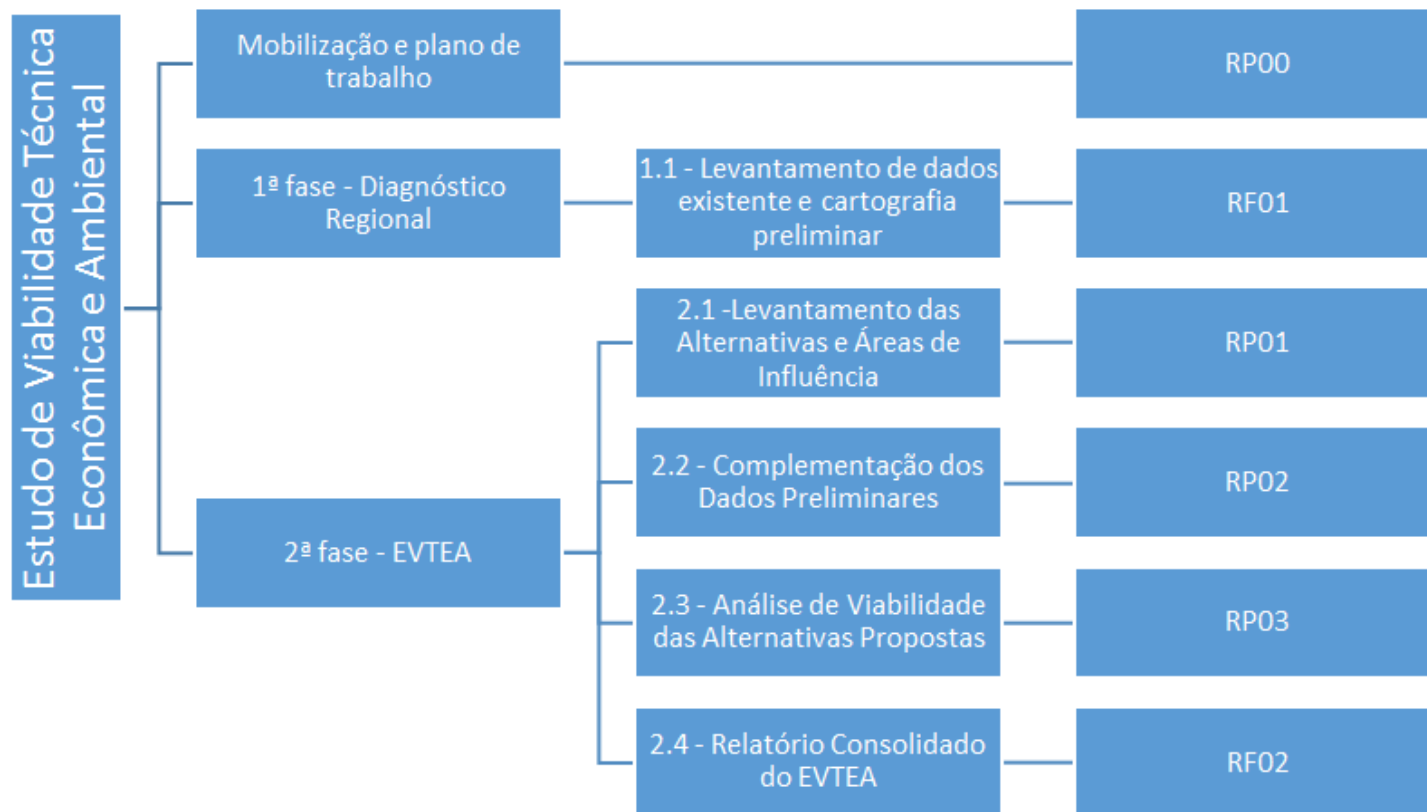 Estudo de Viabilidade Técnica
Econômica e Ambiental
Mobilização e plano de
trabalho
RP00
1ª fase - Diagnóstico
Regional
1.1 - Levantamento de dados
existente e cartografia
preliminar
RF01
2ª fase - EVTEA
2.1 -Levantamento das
Alternativas e Áreas de
Influência
RP01
2.2 - Complementação dos
Dados Preliminares
RP02
2.3 - Análise de Viabilidade
das Alternativas Propostas
RP03
2.4 - Relatório Consolidado
do EVTEA
RF02